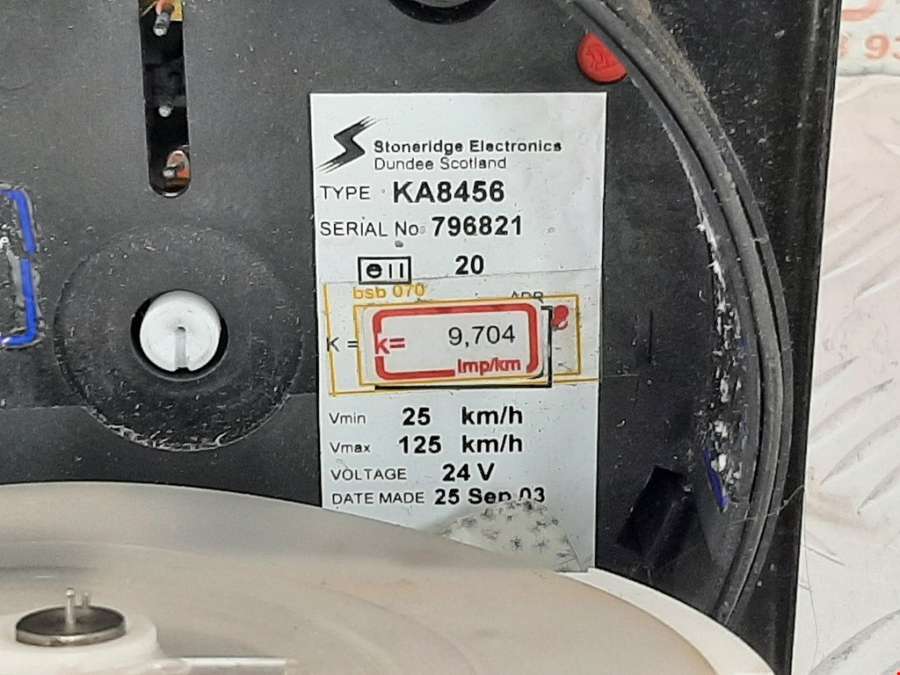 Stoneridge Electronics
Dundee Scotland
TYPE KA8456
SERIAL No: 796821
e 11 20
bsb 070
K = k= 9,704
Imp/km
Vmin 25 km/h
Vmax 125 km/h
VOLTAGE 24 V
DATE MADE 25 Sep 03